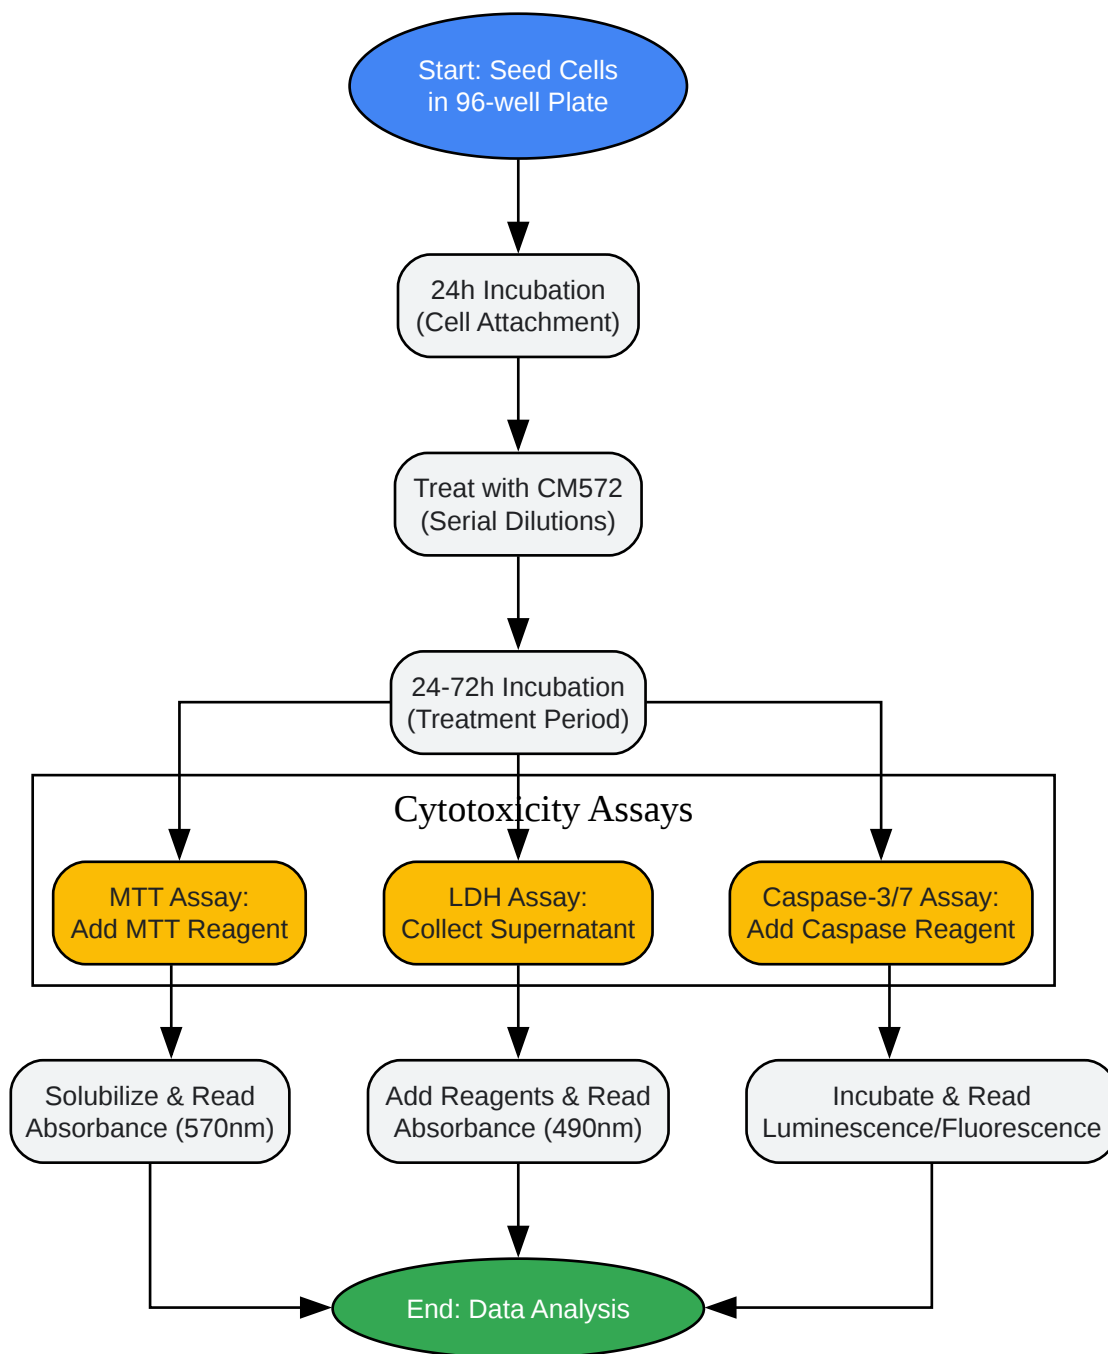 Start: Seed Cells
in 96-well Plate
24h Incubation
(Cell Attachment)
Treat with CM572
(Serial Dilutions)
24-72h Incubation
(Treatment Period)
Cytotoxicity Assays
MTT Assay:
Add MTT Reagent
LDH Assay:
Collect Supernatant
Caspase-3/7 Assay:
Add Caspase Reagent
Solubilize & Read
Absorbance (570nm)
Add Reagents & Read
Absorbance (490nm)
Incubate & Read
Luminescence/Fluorescence
End: Data Analysis